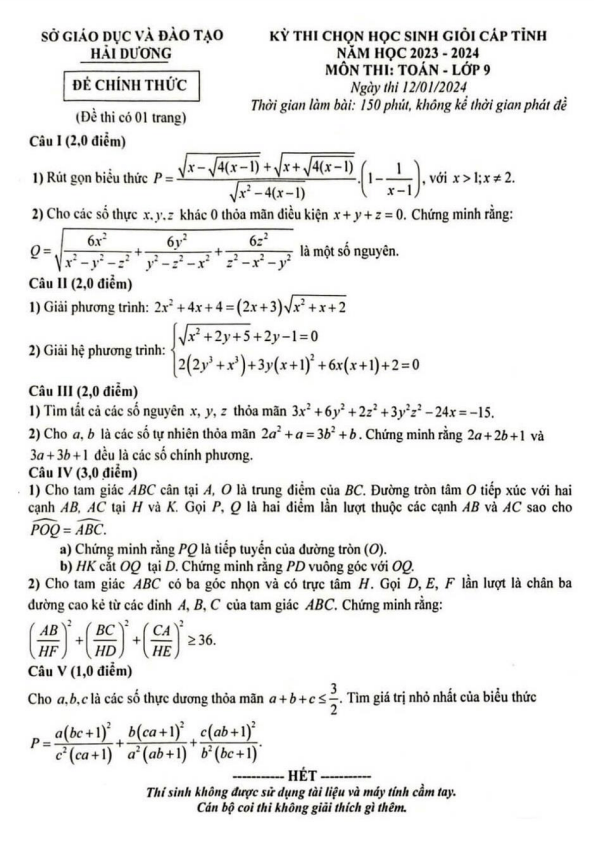 SỞ GIÁO DỤC VÀ ĐÀO TẠO
HẢI DƯƠNG
ĐỀ CHÍNH THỨC
(Đề thi có 01 trang)
KỲ THI CHỌN HỌC SINH GIỎI CẤP TỈNH
NĂM HỌC 2023 - 2024
MÔN THI: TOÁN - LỚP 9
Ngày thi 12/01/2024
Thời gian làm bài: 150 phút, không kể thời gian phát đề
Câu I (2,0 điểm)
1) Rút gọn biểu thức $P = \frac{\sqrt{x-\sqrt{4(x-1)}}+\sqrt{x+\sqrt{4(x-1)}}}{\sqrt{x^2-4(x-1)}}.\left(1-\frac{1}{x-1}\right)$, với $x>1; x \neq 2$.
2) Cho các số thực x, y, z khác 0 thỏa mãn điều kiện $x+y+z=0$. Chứng minh rằng:
$Q = \sqrt{\frac{6x^2}{x^2-y^2-z^2}+\frac{6y^2}{y^2-z^2-x^2}+\frac{6z^2}{z^2-x^2-y^2}}$ là một số nguyên.
Câu II (2,0 điểm)
1) Giải phương trình: $2x^2+4x+4=(2x+3)\sqrt{x^2+x+2}$
2) Giải hệ phương trình: $\begin{cases}\sqrt{x^2+2y+5}+2y-1=0\\2(2y^3+x^3)+3y(x+1)^2+6x(x+1)+2=0\end{cases}$
Câu III (2,0 điểm)
1) Tìm tất cả các số nguyên x, y, z thỏa mãn $3x^2+6y^2+2z^2+3y^2z^2-24x=-15$.
2) Cho a, b là các số tự nhiên thỏa mãn $2a^2+a=3b^2+b$. Chứng minh rằng $2a+2b+1$ và
$3a+3b+1$ đều là các số chính phương.
Câu IV (3,0 điểm)
1) Cho tam giác ABC cân tại A, O là trung điểm của BC. Đường tròn tâm O tiếp xúc với hai
cạnh AB, AC tại H và K. Gọi P, Q là hai điểm lần lượt thuộc các cạnh AB và AC sao cho
$\widehat{POQ}=\widehat{ABC}$.
a) Chứng minh rằng PQ là tiếp tuyến của đường tròn (O).
b) HK cắt OQ tại D. Chứng minh rằng PD vuông góc với OQ.
2) Cho tam giác ABC có ba góc nhọn và có trực tâm H. Gọi D, E, F lần lượt là chân ba
đường cao kẻ từ các đỉnh A, B, C của tam giác ABC. Chứng minh rằng:
$\left(\frac{AB}{HF}\right)^2+\left(\frac{BC}{HD}\right)^2+\left(\frac{CA}{HE}\right)^2 \geq 36$.
Câu V (1,0 điểm)
Cho a, b, c là các số thực dương thỏa mãn $a+b+c \leq \frac{3}{2}$. Tìm giá trị nhỏ nhất của biểu thức
$P = \frac{a(bc+1)^2}{c^2(ca+1)}+\frac{b(ca+1)^2}{a^2(ab+1)}+\frac{c(ab+1)^2}{b^2(bc+1)}$.
----------- HẾT -----------
Thí sinh không được sử dụng tài liệu và máy tính cầm tay.
Cán bộ coi thi không giải thích gì thêm.